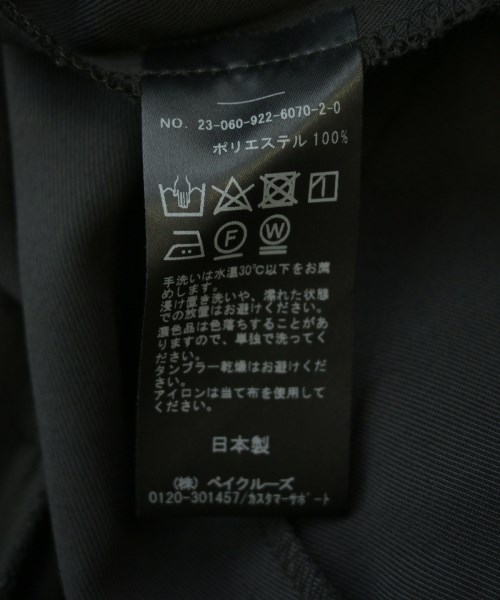 NO. 23-060-922-6070-2-0
ポリエステル 100%
F W
手洗いは水温30℃以下をお薦
めします。
浸け置き洗いや、濡れた状態
での放置はお避けください。
濃色品は色落ちすることがあ
りますので、単独で洗ってく
ださい。
タンブラー乾燥はお避けください。
アイロンは当て布を使用して
ください。
日本製
(株) ベイクルーズ
0120-301457/カスタマーサポート